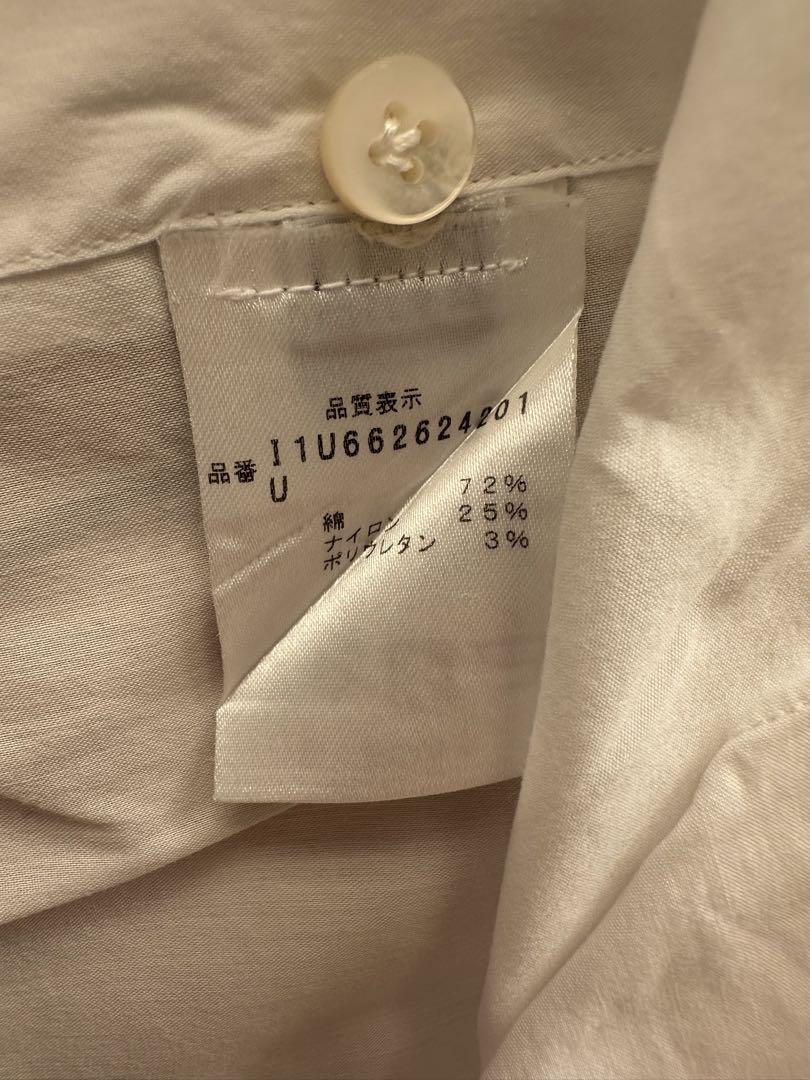 品質表示
品番 I1U662624201
U
綿 72%
ナイロン 25%
ポリウレタン 3%